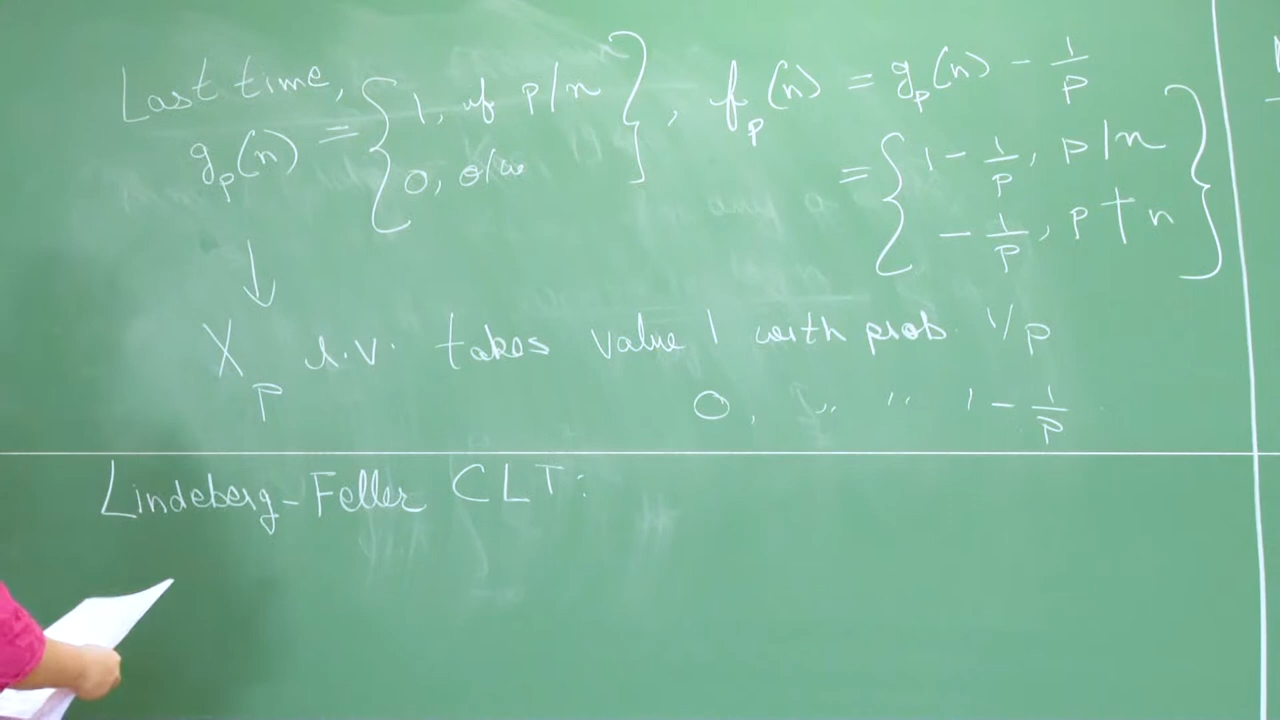 Last time,
g_p(n) = { 1, if p|n
0, o/w } , f_p(n) = g_p(n) - 1/p
= { 1 - 1/p, p|n
- 1/p, p∤n }
↓
X_p r.v. takes value 1 with prob. 1/p
0, " " 1 - 1/p
Lindeberg-Feller CLT: